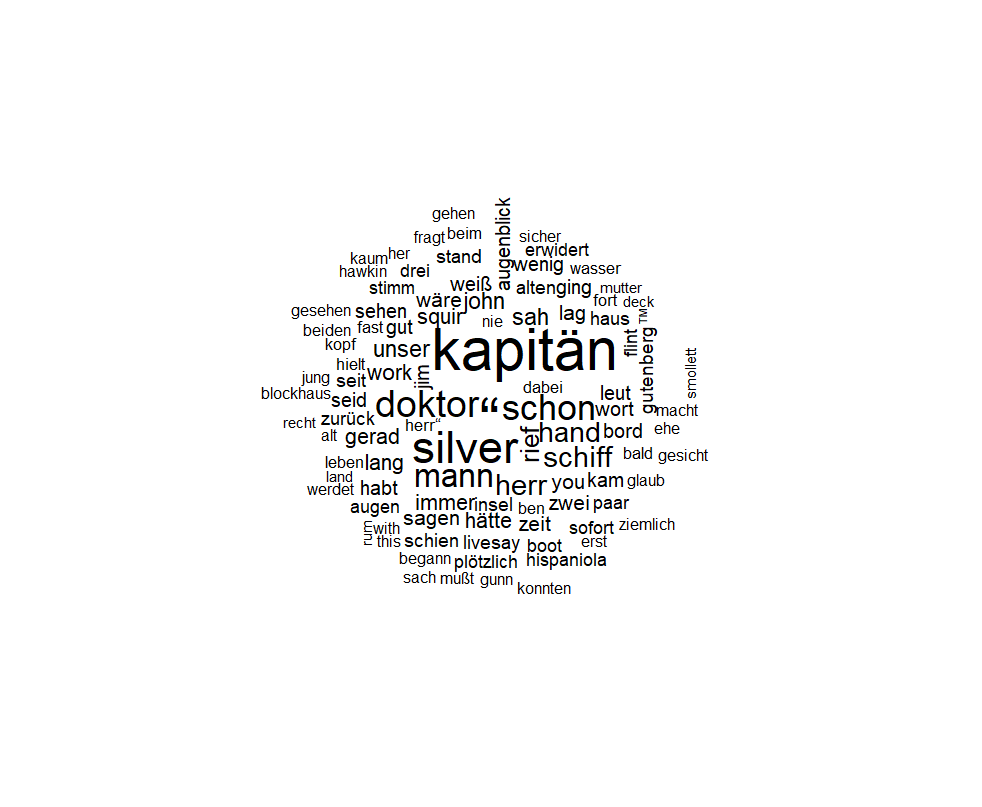 gehen
augenblick
fragt beim
sicher
erwidert
kaum her
stand
wenig wasser
hawkin drei
stimm weiß
altenging mutter
wäre john
fort deck
gesehen sehen
squir nie sah lag haus ™
beiden fast gut
kopf unser kapitän flint gutenberg smollett
hielt
jung seit work jim
dabei
blockhaus seid
doktor “ schon leut wort macht
recht zurück herr“
alt gerad
rief hand bord ehe
silver
leben lang
schiff bald gesicht
land
mann herr you kam glaub
werdet habt
augen immer insel ben zwei paar
sagen hätte zeit sofort ziemlich
rum with
this schien livesay boot erst
begann plötzlich hispaniola
sach mußt gunn
konnten